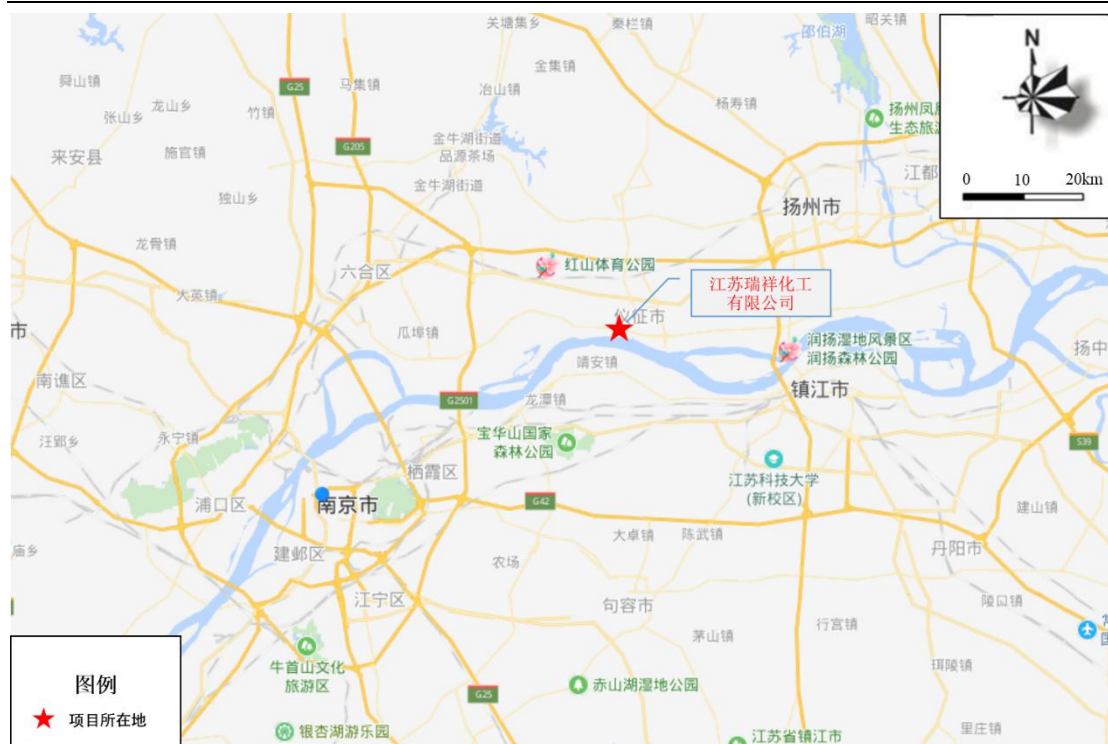 关塘集乡
秦栏镇
昭关镇
邵伯湖
N
舜山镇
G25
马集镇
金集镇
冶山镇
龙山乡
竹镇
张山乡
杨寿镇
扬州凤凰
生态旅游
金牛湖街道
品源茶场
G205
来安县
施官镇
江都
0 10 20km
金牛湖街道
独山乡
扬州市
龙骨镇
六合区
红山体育公园
大英镇
江苏瑞祥化工
有限公司
仪征市
瓜埠镇
市
润扬湿地风景区
润扬森林公园
扬中
靖安镇
南谯区
镇江市
G2501
龙潭镇
汪郢乡
永宁镇
宝华山国家
森林公园
S39
栖霞区
江苏科技大学
(新校区)
浦口区
南京市
G42
建山镇
大卓镇
陈武镇
庙乡
建邺区
农场
丹阳市
江宁区
句容市
陵口镇
行宫镇
茅山镇
国
牛首山文化
旅游区
珥陵镇
图例
赤山湖湿地公园
G25
项目所在地
银杏湖游乐园
里庄镇
江苏省镇江市